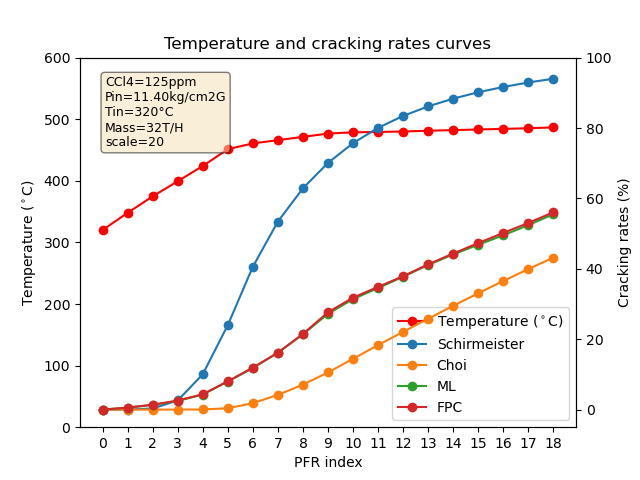 Temperature and cracking rates curves
CCl4=125ppm
Pin=11.40kg/cm2G
Tin=320°C
Mass=32T/H
scale=20
Temperature (°C)
600
500
400
300
200
100
0
Cracking rates (%)
100
80
60
40
20
0
Temperature (°C)
Schirmeister
Choi
ML
FPC
0 1 2 3 4 5 6 7 8 9 10 11 12 13 14 15 16 17 18
PFR index